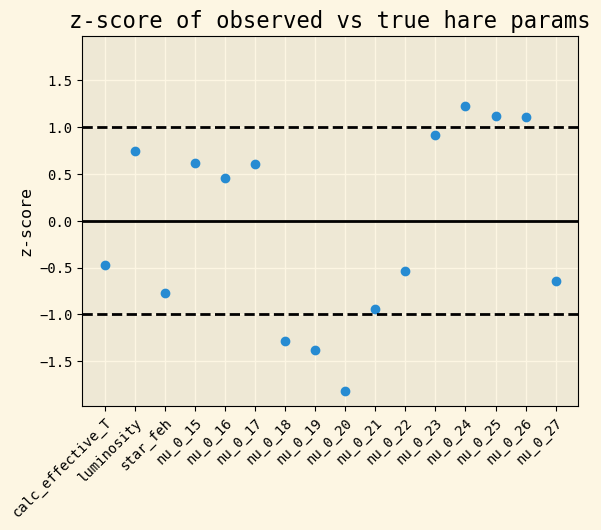 z-score of observed vs true hare params
z-score
1.5
1.0
0.5
0.0
−0.5
−1.0
−1.5
calc_effective_T
luminosity
star_feh
nu_0_15
nu_0_16
nu_0_17
nu_0_18
nu_0_19
nu_0_20
nu_0_21
nu_0_22
nu_0_23
nu_0_24
nu_0_25
nu_0_26
nu_0_27